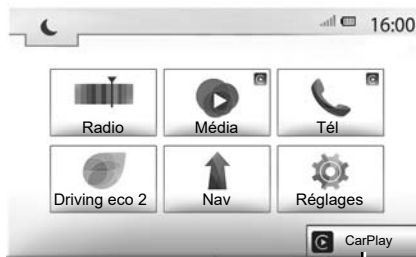 16:00
Radio
Média
Tél
Driving eco 2
Nav
Réglages
CarPlay